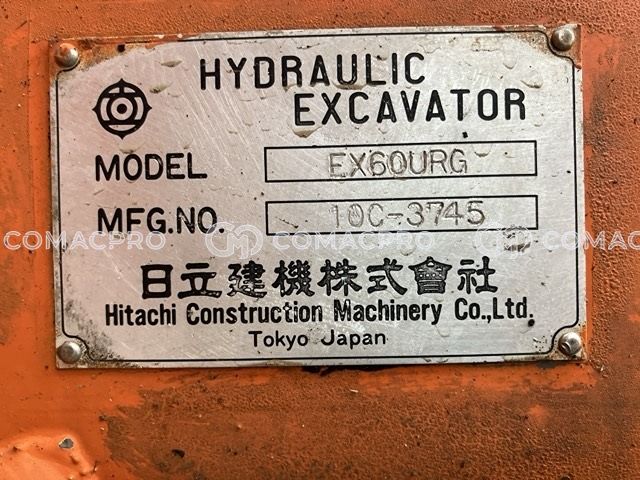 HYDRAULIC
EXCAVATOR
MODEL EX60URG
MFG.NO. 10C-3745
COMACPRO COMACPRO COMAC
日立建機株式會社
Hitachi Construction Machinery Co.,Ltd.
Tokyo Japan